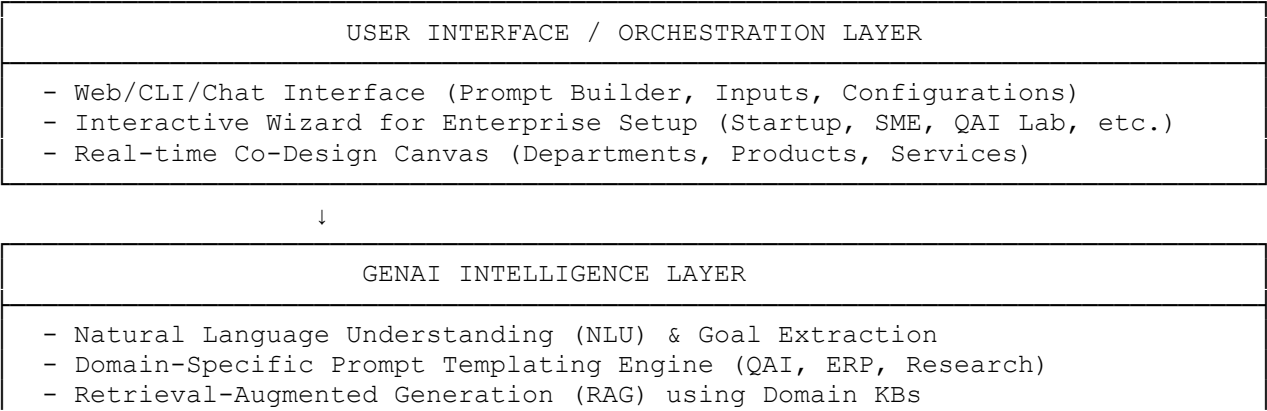 USER INTERFACE / ORCHESTRATION LAYER
- Web/CLI/Chat Interface (Prompt Builder, Inputs, Configurations)
- Interactive Wizard for Enterprise Setup (Startup, SME, QAI Lab, etc.)
- Real-time Co-Design Canvas (Departments, Products, Services)
↓
GENAI INTELLIGENCE LAYER
- Natural Language Understanding (NLU) & Goal Extraction
- Domain-Specific Prompt Templating Engine (QAI, ERP, Research)
- Retrieval-Augmented Generation (RAG) using Domain KBs